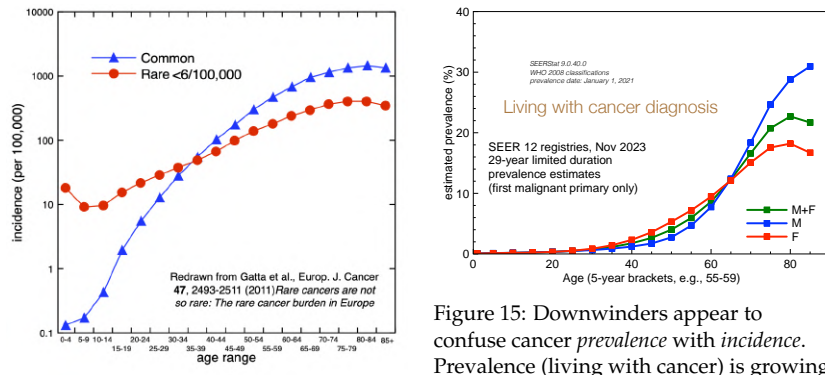 1000
100
10
1
0.1
incidence (per 100,000)
Common
Rare <6/100,000
Redrawn from Gatta et al., Europ. J. Cancer
47, 2493-2511 (2011)Rare cancers are not
so rare: The rare cancer burden in Europe
0-4 5-9 10-14 20-24 30-34 40-44 50-54 60-64 70-74 80-84 85+
15-19 25-29 35-39 45-49 55-59 65-69 75-79
age range
40
30
20
10
0
estimated prevalence (%)
SEERStat 9.0.40.0
WHO 2008 classifications
prevalence date: January 1, 2021
Living with cancer diagnosis
SEER 12 registries, Nov 2023
29-year limited duration
prevalence estimates
(first malignant primary only)
M+F
M
F
0 20 40 60 80
Age (5-year brackets, e.g., 55-59)
Figure 15: Downwinders appear to
confuse cancer prevalence with incidence.
Prevalence (living with cancer) is growing